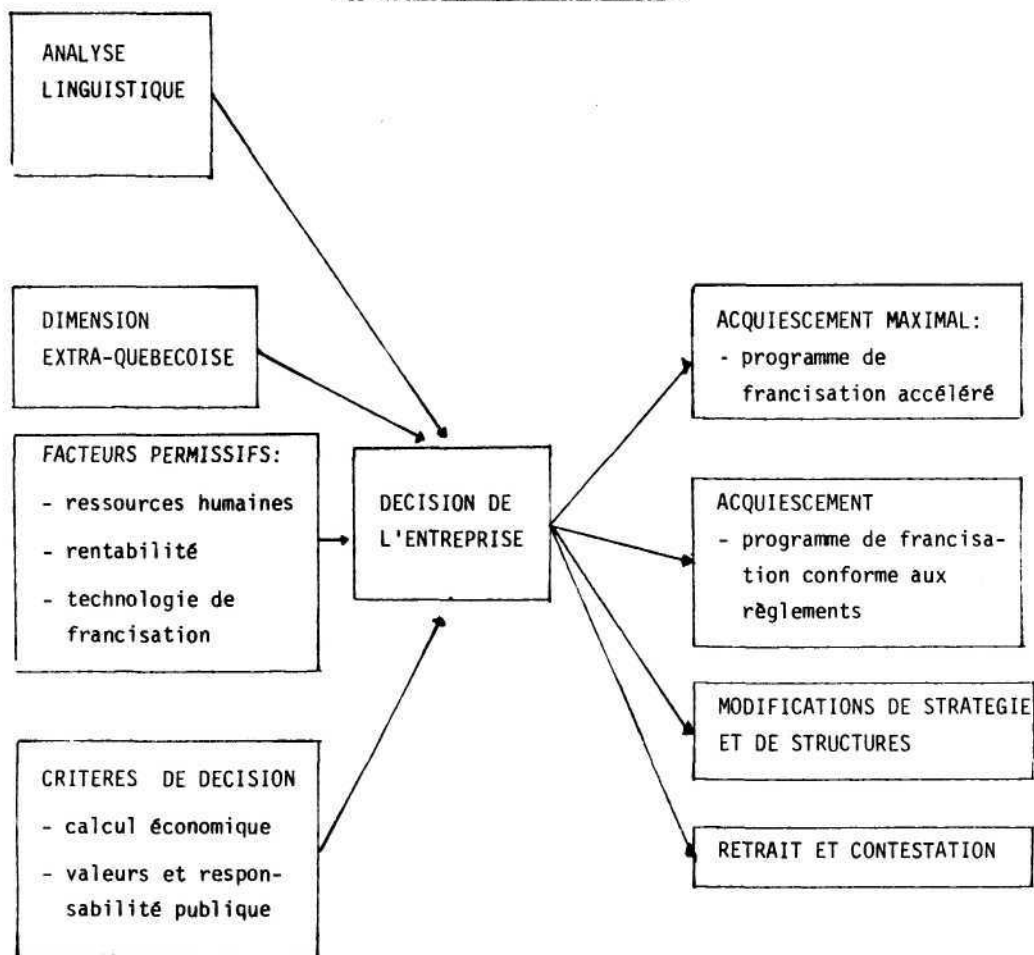 ANALYSE
LINGUISTIQUE
DIMENSION
EXTRA-QUEBECOISE
FACTEURS PERMISSIFS:
- ressources humaines
- rentabilité
- technologie de
francisation
CRITERES DE DECISION
- calcul économique
- valeurs et respon-
sabilité publique
DECISION DE
L'ENTREPRISE
ACQUIESCEMENT MAXIMAL:
- programme de
francisation accéléré
ACQUIESCEMENT
- programme de francisa-
tion conforme aux
règlements
MODIFICATIONS DE STRATEGIE
ET DE STRUCTURES
RETRAIT ET CONTESTATION